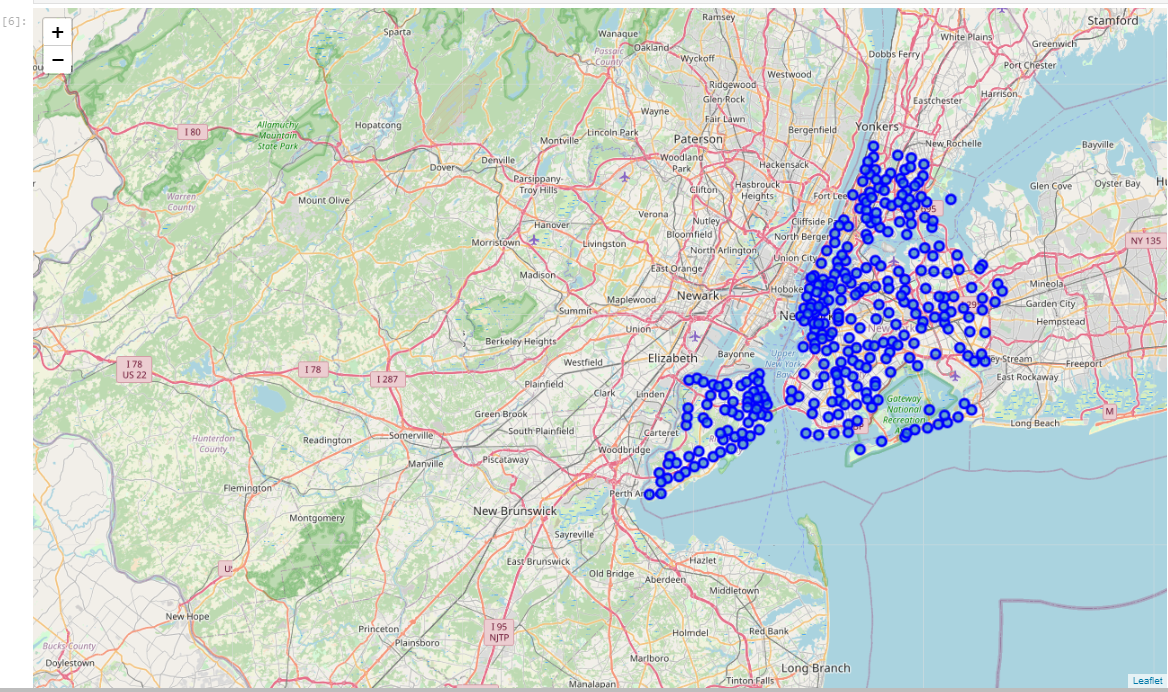 [6]:
+
−
Ramsey
Stamford
Sparta
Wanaque
Oakland
White Plains
Greenwich
Passaic
County
Wyckoff
Dobbs Ferry
Port Chester
Westwood
Ridgewood
Glen Rock
Harrison
Eastchester
Wayne
Fair Lawn
Hopatcong
Lincoln Park
Bergenfield
Yonkers
I 80
Allamuchy
Mountain
State Park
Montville
Paterson
New Rochelle
Bayville
Denville
Woodland
Park
Hackensack
Dover
Parsippany-
Troy Hills
Clifton
Hasbrouck
Heights
Fort Lee
Glen Cove
Oyster Bay
Warren
County
Mount Olive
Verona
Nutley
Cliffside Park
Hanover
Bloomfield
North Bergen
Morristown
Livingston
North Arlington
NY 135
Union City
Madison
East Orange
Mineola
Maplewood
Newark
Hoboken
Garden City
Summit
Union
Hempstead
Berkeley Heights
Bayonne
Upper
New York
Bay
Elizabeth
Westfield
Freeport
I 78
US 22
I 78
I 287
East Rockaway
Plainfield
Clark
Linden
Gateway
National
Recreation
M
Green Brook
South Plainfield
Carteret
Long Beach
Hunterdon
County
Readington
Somerville
Woodbridge
Manville
Piscataway
Flemington
Perth
New Brunswick
Montgomery
Sayreville
East Brunswick
Hazlet
Old Bridge
Aberdeen
Middletown
New Hope
I 95
NJTP
Princeton
Plainsboro
Holmdel
Red Bank
Bucks County
Doylestown
Marlboro
Long Branch
Manalapan
Tinton Falls
Leaflet